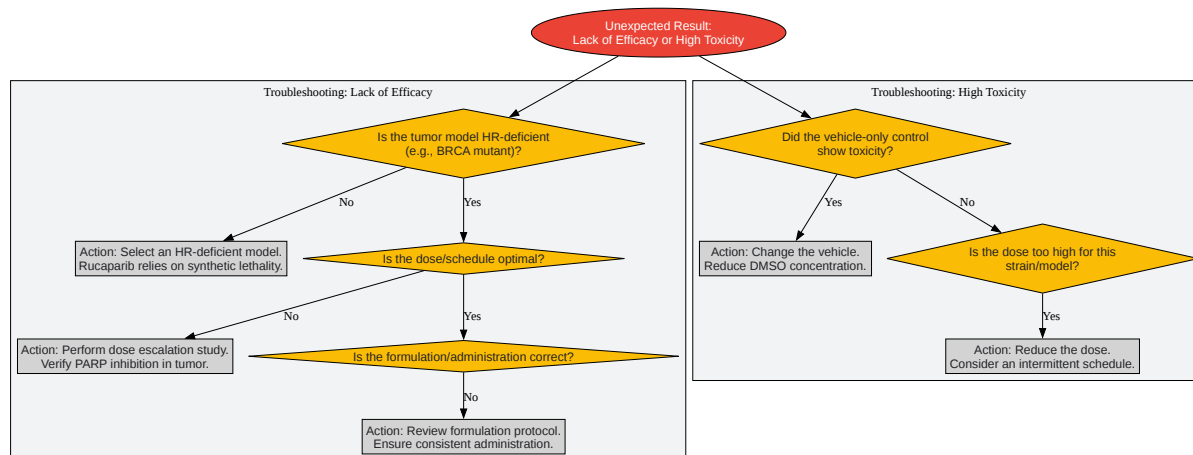 Unexpected Result:
Lack of Efficacy or High Toxicity
Troubleshooting: Lack of Efficacy
Is the tumor model HR-deficient
(e.g., BRCA mutant)?
No
Yes
Action: Select an HR-deficient model.
Rucaparib relies on synthetic lethality.
Is the dose/schedule optimal?
No
Yes
Action: Perform dose escalation study.
Verify PARP inhibition in tumor.
Is the formulation/administration correct?
No
Action: Review formulation protocol.
Ensure consistent administration.
Troubleshooting: High Toxicity
Did the vehicle-only control
show toxicity?
Yes
No
Action: Change the vehicle.
Reduce DMSO concentration.
Is the dose too high for this
strain/model?
Yes
Action: Reduce the dose.
Consider an intermittent schedule.